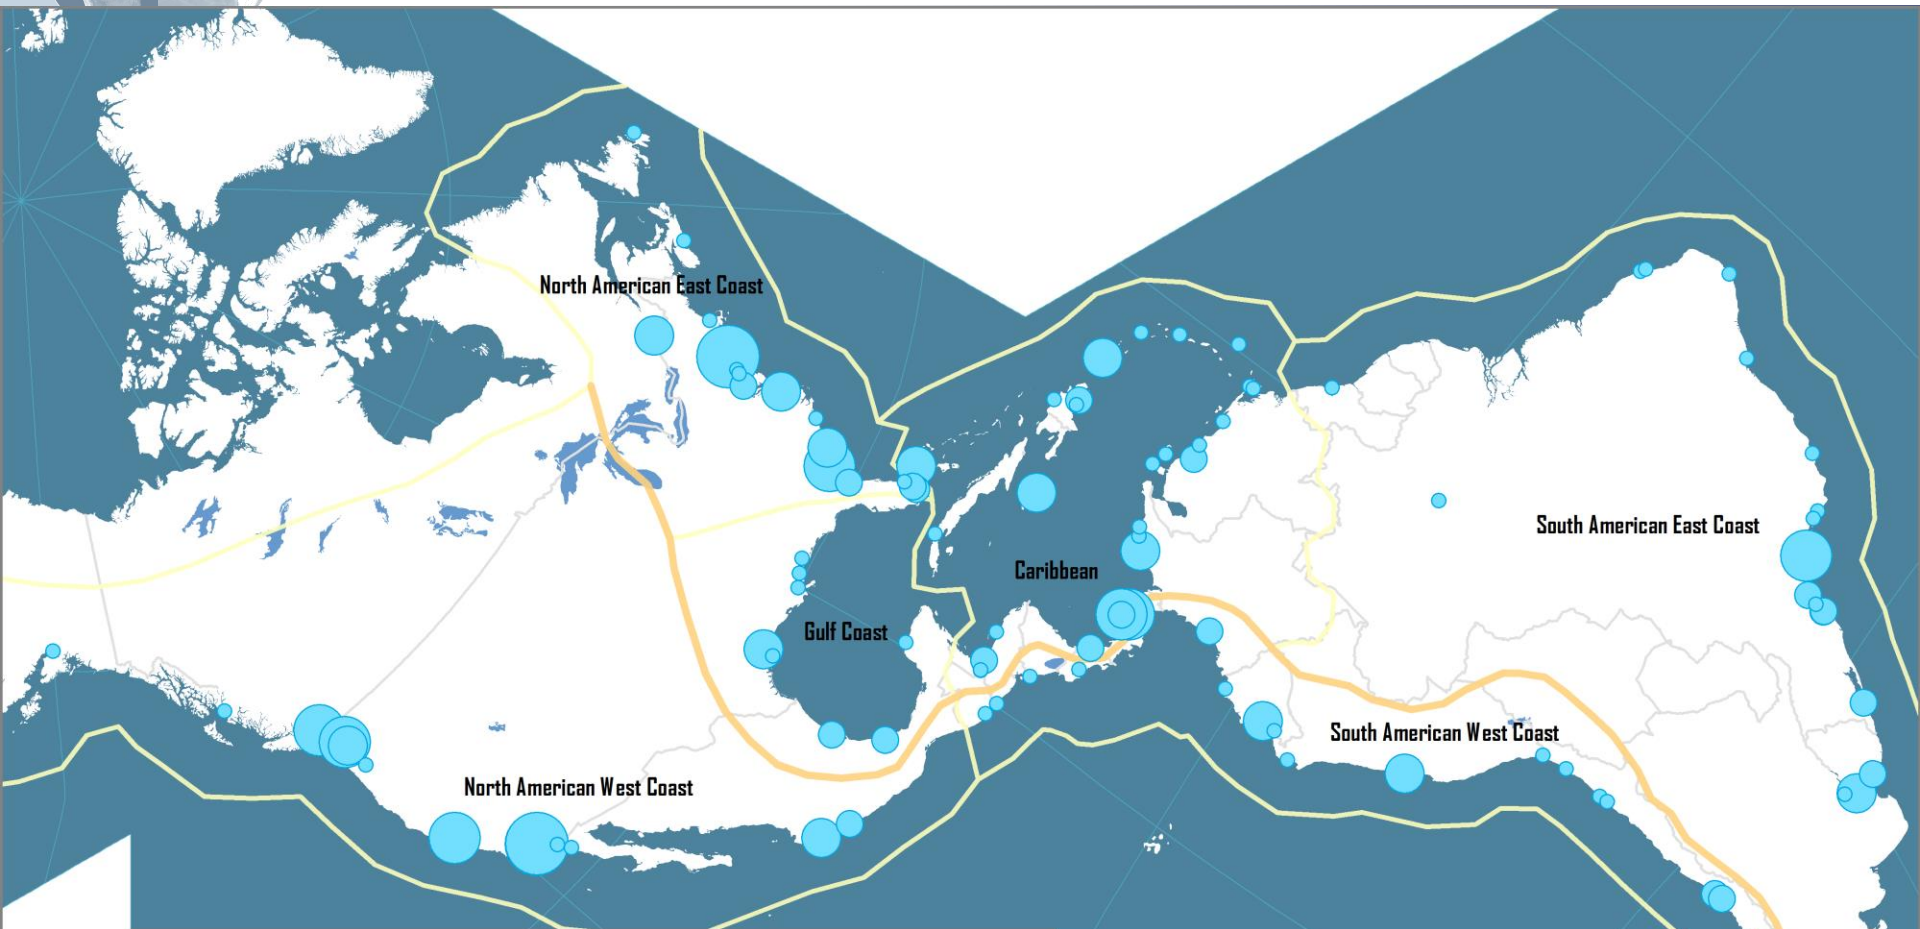 North American East Coast
South American East Coast
Caribbean
Gulf Coast
South American West Coast
North American West Coast